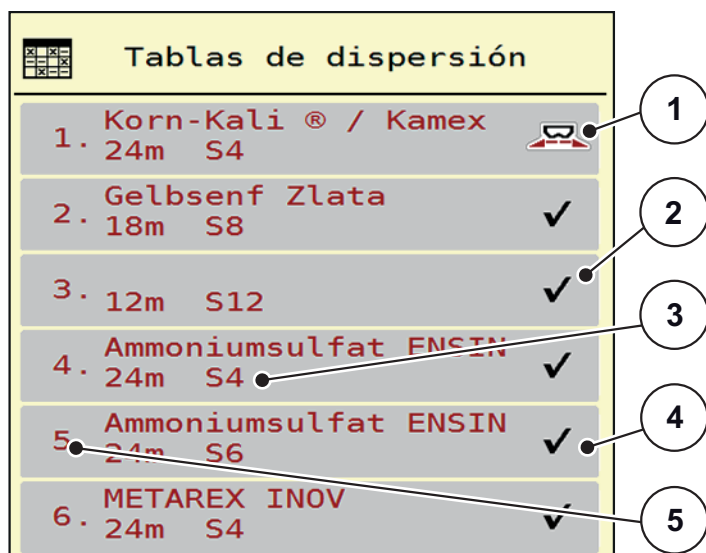 Tablas de dispersión
1. Korn-Kali ® / Kamex
24m S4
2. Gelbsenf Zlata
18m S8
3.
12m S12
4. Ammoniumsulfat ENSIN
24m S4
5. Ammoniumsulfat ENSIN
24m S6
6. METAREX INOV
24m S4
1
2
3
4
5